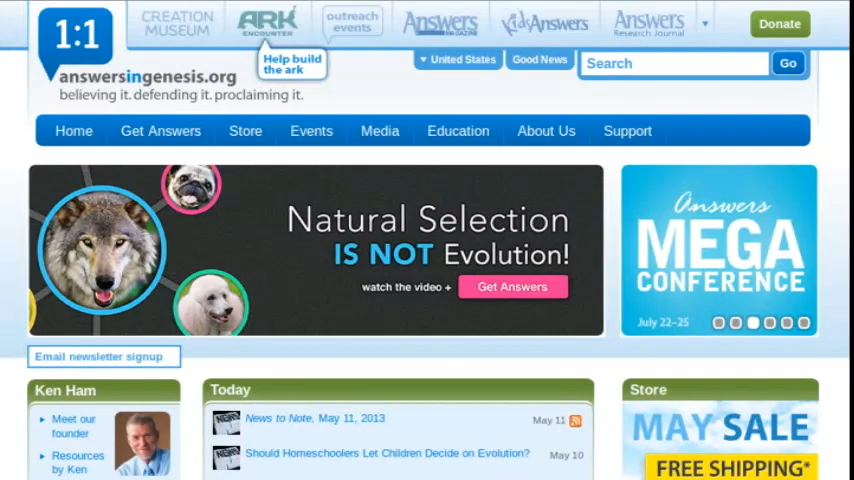 CREATION
MUSEUM
ARK
ENCOUNTER
outreach
events
Answers
MAGAZINE
KidsAnswers
Answers
Research Journal
Donate
1:1
Help build
the ark
answersingenesis.org
believing it. defending it. proclaiming it.
United States
Good News
Search
Go
Home
Get Answers
Store
Events
Media
Education
About Us
Support
Natural Selection
IS NOT Evolution!
watch the video +
Get Answers
Answers
MEGA
CONFERENCE
July 22–25
Email newsletter signup
Ken Ham
Meet our
founder
Resources
by Ken
Today
News to Note, May 11, 2013
May 11
Should Homeschoolers Let Children Decide on Evolution?
May 10
Store
MAY SALE
FREE SHIPPING*